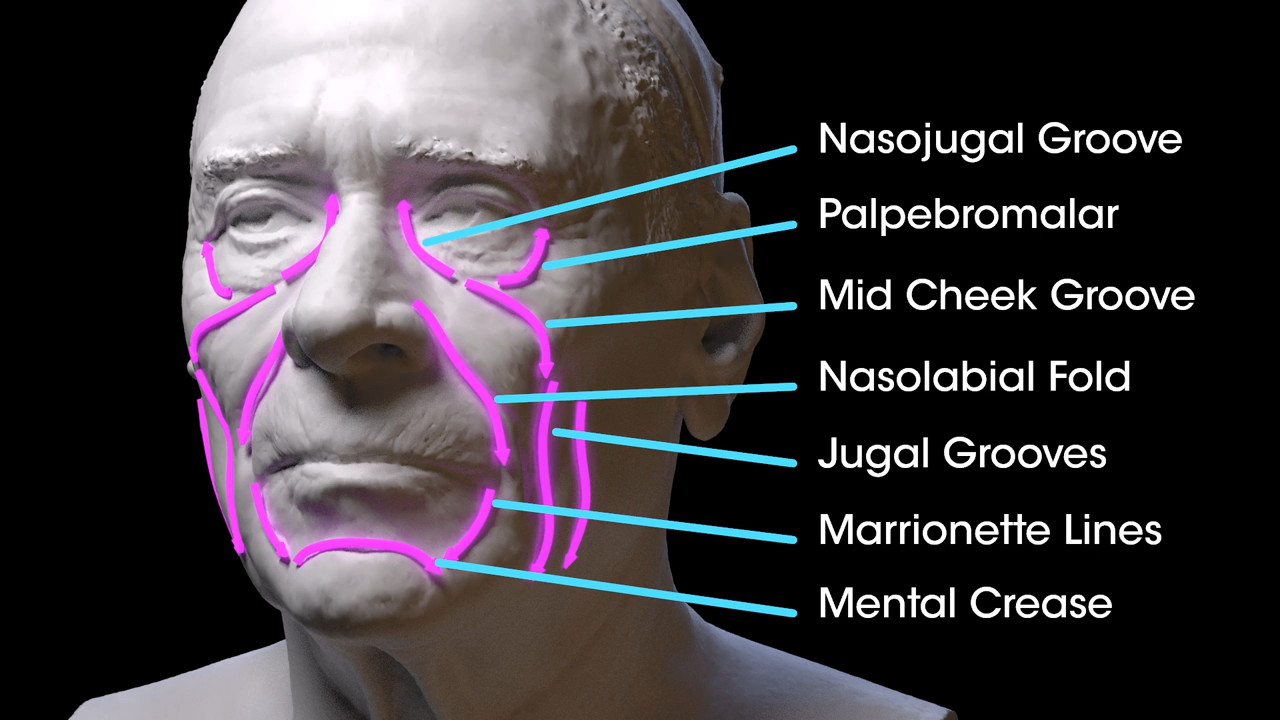 Nasojugal Groove
Palpebromalar
Mid Cheek Groove
Nasolabial Fold
Jugal Grooves
Marrionette Lines
Mental Crease